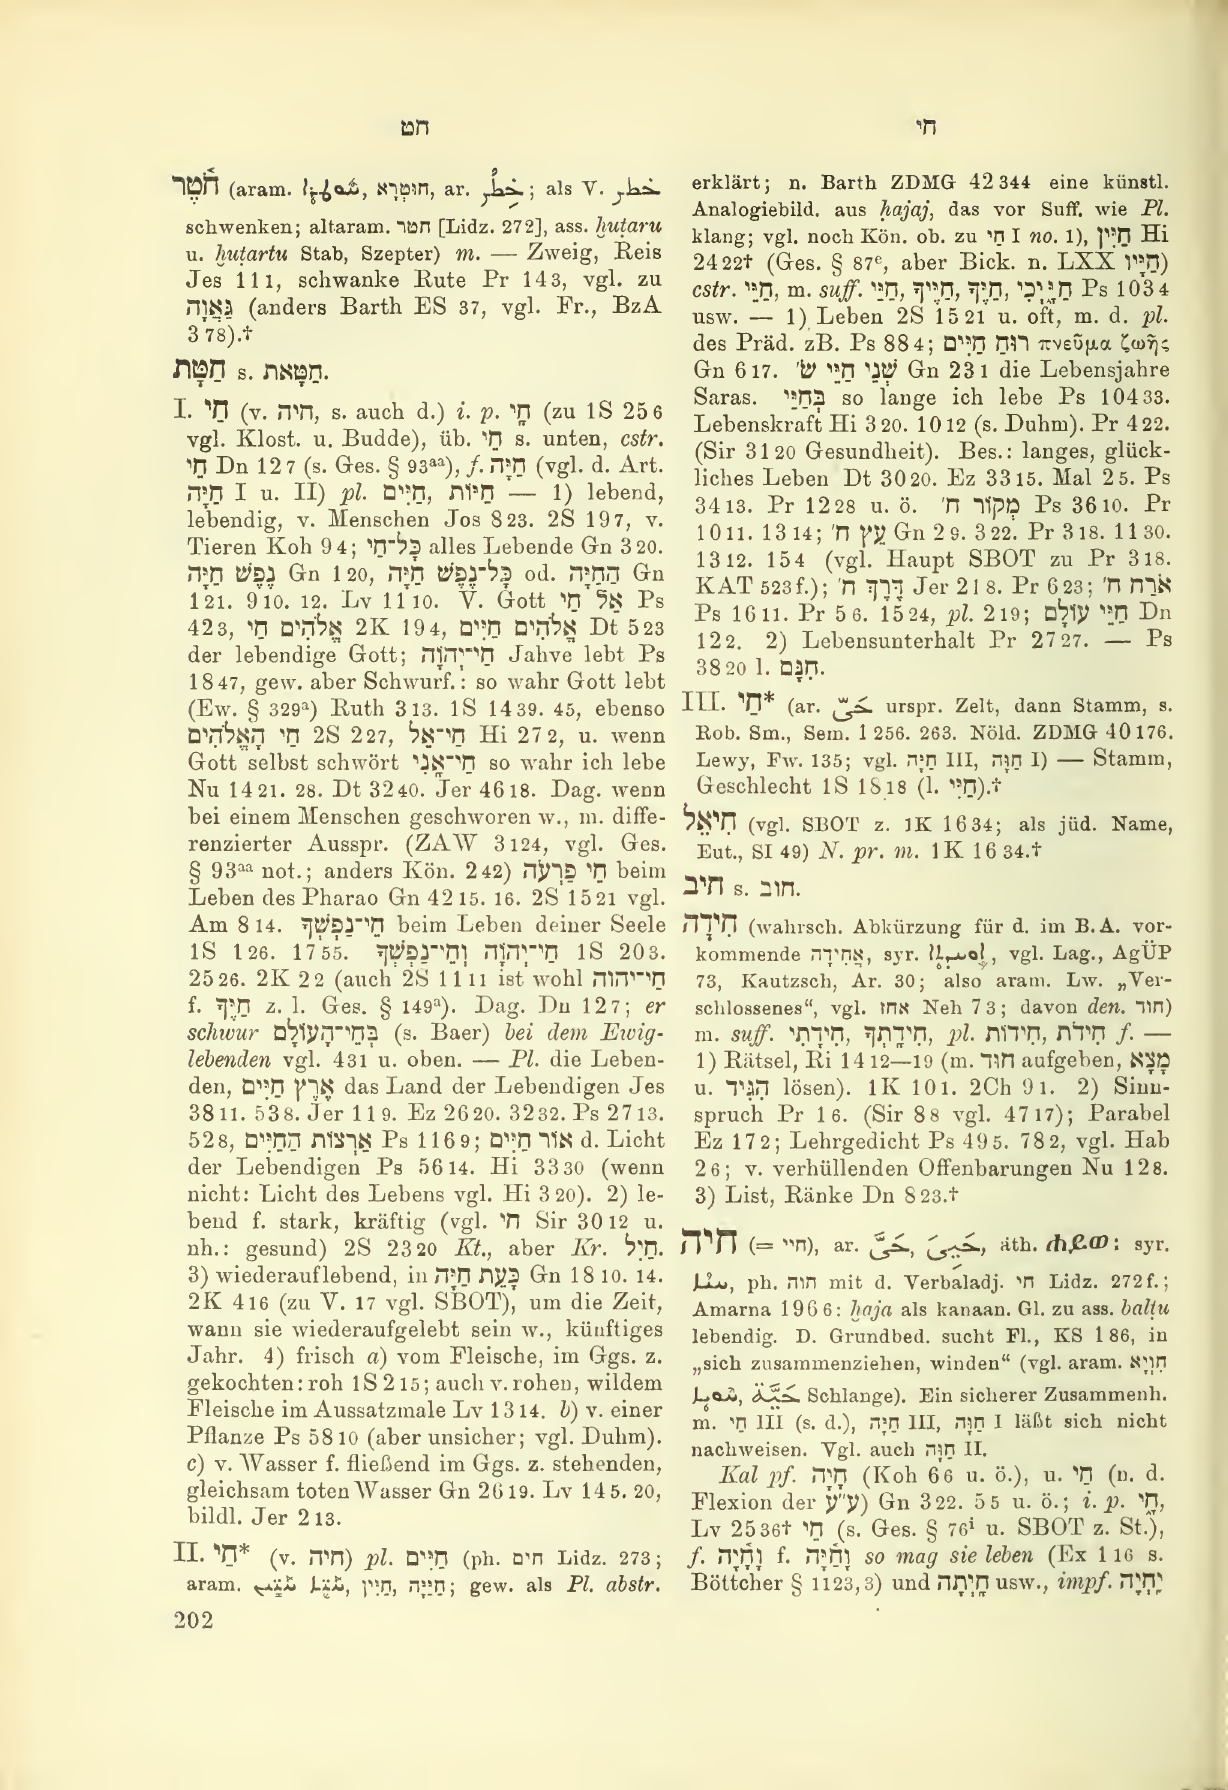 חט
חי
חֹ֫טֶר (aram. חוּטְרָא, ar. خُطْر; als V. خطر
schwenken; altaram. חטר [Lidz. 272], ass. ḫuṭaru
u. ḫuṭartu Stab, Szepter) m. — Zweig, Reis
Jes 11 1, schwanke Rute Pr 14 3, vgl. zu
גַּאֲוָה (anders Barth ES 37, vgl. Fr., BzA
3 78).†
חַטָּת s. חַטָּאת.
I. חַי (v. חיה, s. auch d.) i. p. חָי (zu 1S 25 6
vgl. Klost. u. Budde), üb. חֵי s. unten, cstr.
חֵי Dn 12 7 (s. Ges. § 93aa), f. חַיָּה (vgl. d. Art.
חַיָּה I u. II) pl. חַיִּים, חַיּוֹת — 1) lebend,
lebendig, v. Menschen Jos 8 23. 2S 19 7, v.
Tieren Koh 9 4; כָּל־חַי alles Lebende Gn 3 20.
נֶפֶשׁ חַיָּה Gn 1 20, כָּל־נֶפֶשׁ חַיָּה od. הַחַיָּה Gn
1 21. 9 10. 12. Lv 11 10. V. Gott אֵל חַי Ps
42 3, אֱלֹהִים חַי 2K 19 4, אֱלֹהִים חַיִּים Dt 5 23
der lebendige Gott; חַי־יְהוָֹה Jahve lebt Ps
18 47, gew. aber Schwurf.: so wahr Gott lebt
(Ew. § 329a) Ruth 3 13. 1S 14 39. 45, ebenso
חַי הָאֱלֹהִים 2S 2 27, חַי־אֵל Hi 27 2, u. wenn
Gott selbst schwört חַי־אָנִי so wahr ich lebe
Nu 14 21. 28. Dt 32 40. Jer 46 18. Dag. wenn
bei einem Menschen geschworen w., m. diffe-
renzierter Ausspr. (ZAW 3 124, vgl. Ges.
§ 93aa not.; anders Kön. 2 42) חֵי פַרְעֹה beim
Leben des Pharao Gn 42 15. 16. 2S 15 21 vgl.
Am 8 14. חֵי־נַפְשְׁךָ beim Leben deiner Seele
1S 1 26. 17 55. חַי־יְהוָֹה וְחֵי־נַפְשְׁךָ 1S 20 3.
25 26. 2K 2 2 (auch 2S 11 11 ist wohl חַי־יהוה
f. חַיֶּךָ z. l. Ges. § 149a). Dag. Dn 12 7; er
schwur בְּחֵי־הָעוֹלָם (s. Baer) bei dem Ewig-
lebenden vgl. 4 31 u. oben. — Pl. die Leben-
den, אֶרֶץ חַיִּים das Land der Lebendigen Jes
38 11. 53 8. Jer 11 9. Ez 26 20. 32 32. Ps 27 13.
52 8, אַרְצוֹת הַחַיִּים Ps 116 9; אוֹר חַיִּים d. Licht
der Lebendigen Ps 56 14. Hi 33 30 (wenn
nicht: Licht des Lebens vgl. Hi 3 20). 2) le-
bend f. stark, kräftig (vgl. חי Sir 30 12 u.
nh.: gesund) 2S 23 20 Kt., aber Kr. חַיִל.
3) wiederauflebend, in כָּעֵת חַיָּה Gn 18 10. 14.
2K 4 16 (zu V. 17 vgl. SBOT), um die Zeit,
wann sie wiederaufgelebt sein w., künftiges
Jahr. 4) frisch a) vom Fleische, im Ggs. z.
gekochten: roh 1S 2 15; auch v. rohen, wildem
Fleische im Aussatzmale Lv 13 14. b) v. einer
Pflanze Ps 58 10 (aber unsicher; vgl. Duhm).
c) v. Wasser f. fließend im Ggs. z. stehenden,
gleichsam toten Wasser Gn 26 19. Lv 14 5. 20,
bildl. Jer 2 13.
II. חַי* (v. חיה) pl. חַיִּים (ph. חים Lidz. 273;
aram. חַיִּין, חַיָּיה; gew. als Pl. abstr.
202
erklärt; n. Barth ZDMG 42 344 eine künstl.
Analogiebild. aus ḥajaj, das vor Suff. wie Pl.
klang; vgl. noch Kön. ob. zu חַי I no. 1), חַיִּין Hi
24 22† (Ges. § 87e, aber Bick. n. LXX חַיָּיו)
cstr. חַיֵּי, m. suff. חַיַּי, חַיֶּיךָ, חַיֶּךָ, חַיָּיְכִי Ps 103 4
usw. — 1) Leben 2S 15 21 u. oft, m. d. pl.
des Präd. zB. Ps 88 4; רוּחַ חַיִּים πνεῦμα ζωῆς
Gn 6 17. שְׁנֵי חַיֵּי שׂ׳ Gn 23 1 die Lebensjahre
Saras. בְּחַיַּי so lange ich lebe Ps 104 33.
Lebenskraft Hi 3 20. 10 12 (s. Duhm). Pr 4 22.
(Sir 31 20 Gesundheit). Bes.: langes, glück-
liches Leben Dt 30 20. Ez 33 15. Mal 2 5. Ps
34 13. Pr 12 28 u. ö. מְקוֹר ח׳ Ps 36 10. Pr
10 11. 13 14; עֵץ ח׳ Gn 2 9. 3 22. Pr 3 18. 11 30.
13 12. 15 4 (vgl. Haupt SBOT zu Pr 3 18.
KAT 523 f.); דֶּרֶךְ ח׳ Jer 21 8. Pr 6 23; אֹרַח ח׳
Ps 16 11. Pr 5 6. 15 24, pl. 2 19; חַיֵּי עוֹלָם Dn
12 2. 2) Lebensunterhalt Pr 27 27. — Ps
38 20 l. חִנָּם.
III. חַי* (ar. حَىّ urspr. Zelt, dann Stamm, s.
Rob. Sm., Sem. 1 256. 263. Nöld. ZDMG 40 176.
Lewy, Fw. 135; vgl. חַיָּה III, חַוָּה I) — Stamm,
Geschlecht 1S 18 18 (l. חַיִּי).†
חִיאֵל (vgl. SBOT z. 1K 16 34; als jüd. Name,
Eut., SI 49) N. pr. m. 1K 16 34.†
חיב s. חוב.
חִידָה (wahrsch. Abkürzung für d. im B. A. vor-
kommende אֲחִידָה, syr. vgl. Lag., AgÜP
73, Kautzsch, Ar. 30; also aram. Lw. „Ver-
schlossenes“, vgl. אחז Neh 7 3; davon den. חוד)
m. suff. חִידָתִי, חִידָתְךָ, pl. חִידוֹת, חִידֹת f. —
1) Rätsel, Ri 14 12—19 (m. חוד aufgeben, מָצָא
u. הִגִּיד lösen). 1K 10 1. 2Ch 9 1. 2) Sinn-
spruch Pr 1 6. (Sir 8 8 vgl. 47 17); Parabel
Ez 17 2; Lehrgedicht Ps 49 5. 78 2, vgl. Hab
2 6; v. verhüllenden Offenbarungen Nu 12 8.
3) List, Ränke Dn 8 23.†
חיה (= חיי), ar. حَيِىَ, حَىَّ, äth. ሐይወ: syr.
ph. חוה mit d. Verbaladj. חי Lidz. 272 f.;
Amarna 196 6: ḫaja als kanaan. Gl. zu ass. balṭu
lebendig. D. Grundbed. sucht Fl., KS 1 86, in
„sich zusammenziehen, winden“ (vgl. aram. חִוְיָא
حَيَّة Schlange). Ein sicherer Zusammenh.
m. חַי III (s. d.), חַיָּה III, חַוָּה I läßt sich nicht
nachweisen. Vgl. auch חַוָּה II.
Kal pf. חָיָה (Koh 6 6 u. ö.), u. חַי (n. d.
Flexion der ע״ע) Gn 3 22. 5 5 u. ö.; i. p. חָי,
Lv 25 36† חֵי (s. Ges. § 76i u. SBOT z. St.),
f. וָחָיָה f. וְחַיָּה so mag sie leben (Ex 1 16 s.
Böttcher § 1123, 3) und חָיְתָה usw., impf. יִחְיֶה